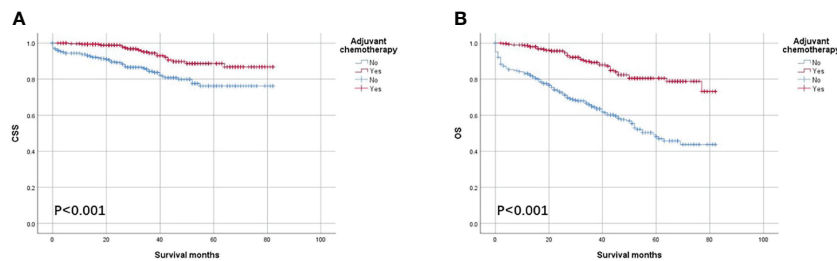 A
Adjuvant
chemotherapy
No
Yes
No
Yes
1.0
0.8
0.6
0.4
0.2
0.0
CSS
P<0.001
0
20
40
60
80
100
Survival months
B
Adjuvant
chemotherapy
No
Yes
No
Yes
1.0
0.8
0.6
0.4
0.2
0.0
OS
P<0.001
0
20
40
60
80
100
Survival months